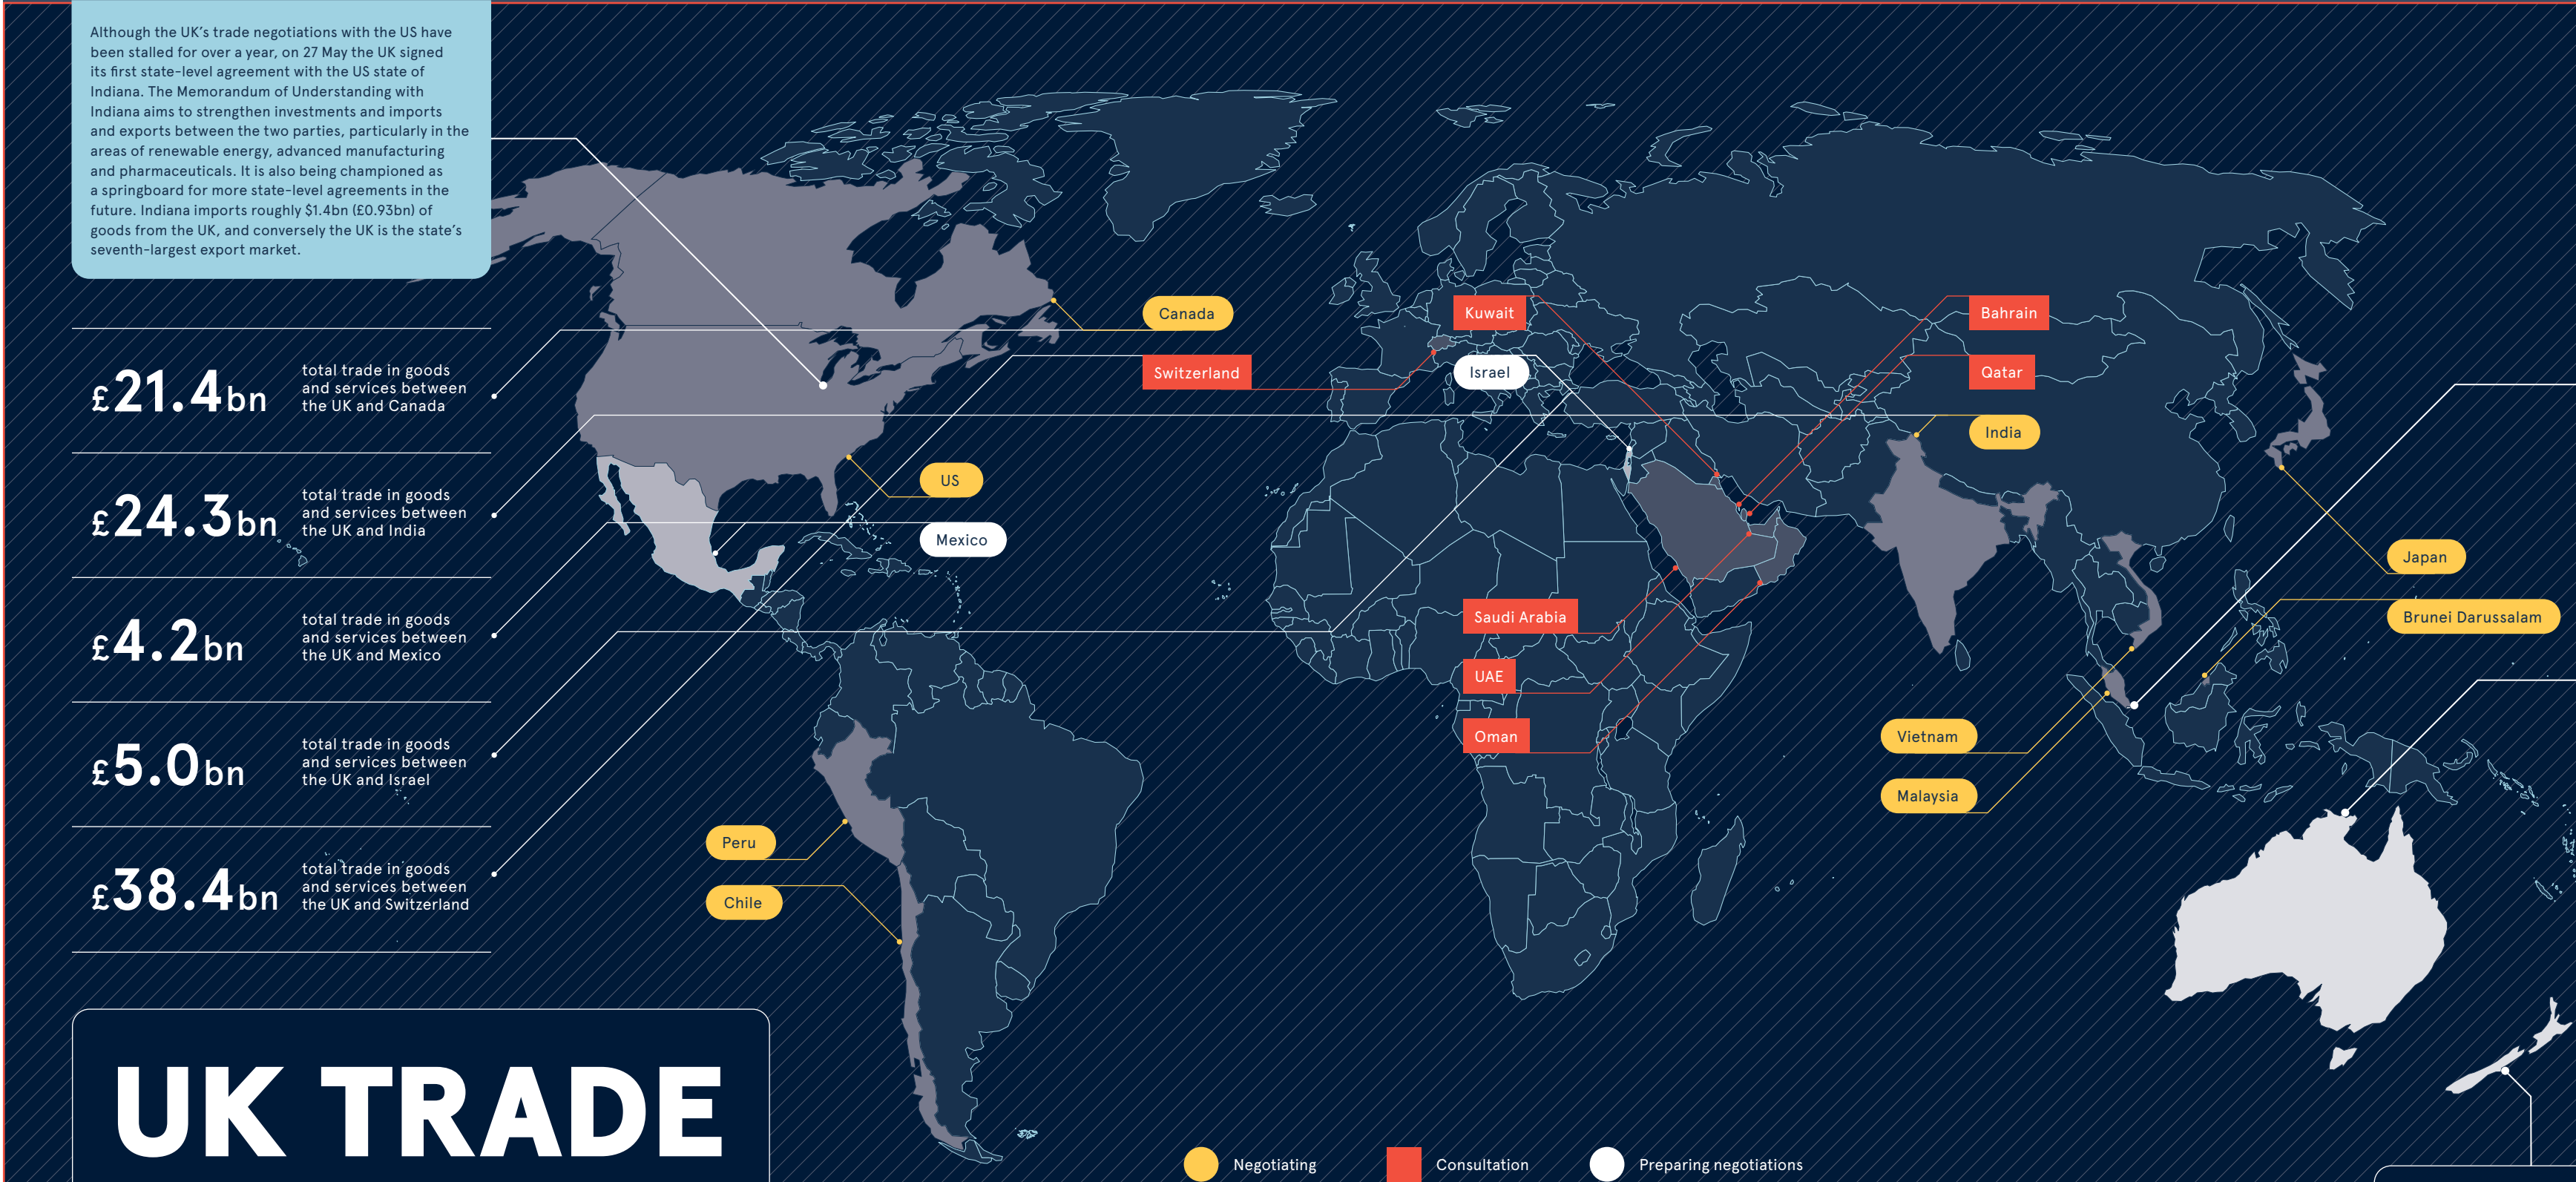 Although the UK's trade negotiations with the US have
been stalled for over a year, on 27 May the UK signed
its first state-level agreement with the US state of
Indiana. The Memorandum of Understanding with
Indiana aims to strengthen investments and imports
and exports between the two parties, particularly in the
areas of renewable energy, advanced manufacturing
and pharmaceuticals. It is also being championed as
a springboard for more state-level agreements in the
future. Indiana imports roughly $1.4bn (£0.93bn) of
goods from the UK, and conversely the UK is the state's
seventh-largest export market.
£21.4bn
total trade in goods
and services between
the UK and Canada
£24.3bn
total trade in goods
and services between
the UK and India
£4.2bn
total trade in goods
and services between
the UK and Mexico
£5.0bn
total trade in goods
and services between
the UK and Israel
£38.4bn
total trade in goods
and services between
the UK and Switzerland
Canada
Switzerland
US
Mexico
Kuwait
Israel
Bahrain
Qatar
India
Saudi Arabia
UAE
Oman
Japan
Brunei Darussalam
Vietnam
Malaysia
Peru
Chile
UK TRADE
Negotiating
Consultation
Preparing negotiations